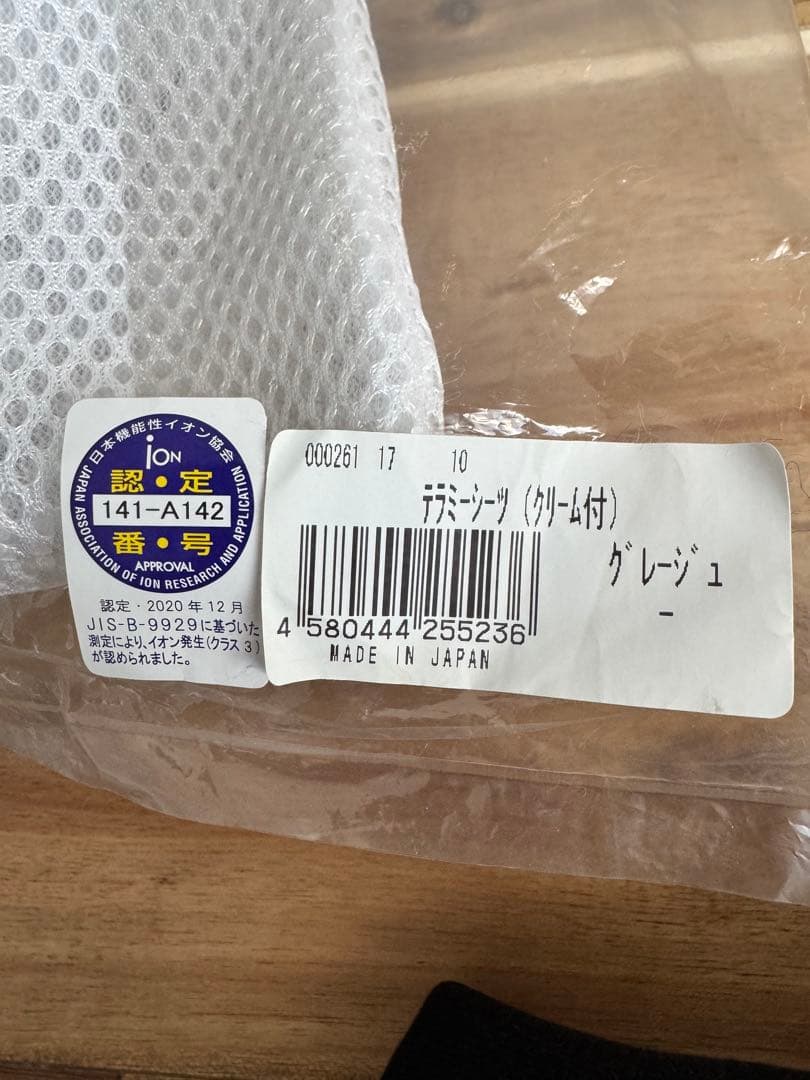 日本機能性イオン協会
iON
認・定
141-A142
番・号
APPROVAL
JAPAN ASSOCIATION OF ION RESEARCH AND APPLICATION
認定・2020年12月
JIS-B-9929に基づいた
測定により、イオン発生(クラス3)
が認められました。
000261 17 10
テラミーシーツ (クリーム付)
グレージュ
-
4 580444 255236
MADE IN JAPAN